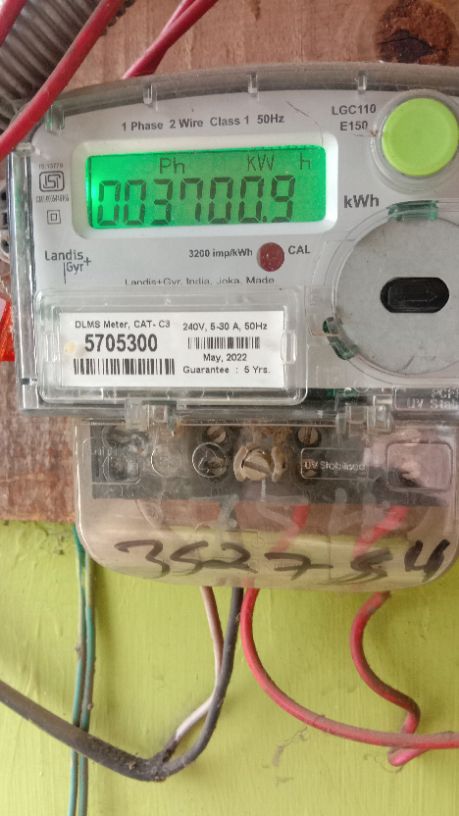 1 Phase 2 Wire Class 1 50Hz
LGC110
E150
Ph KW h
003700.9
kWh
Landis
Gyr+
3200 imp/kWh CAL
Landis+Gyr, India, Joka, Made
DLMS Meter, CAT- C3 240V, 5-30 A, 50Hz
5705300
May, 2022
Guarantee : 5 Yrs.
UV Stabilised